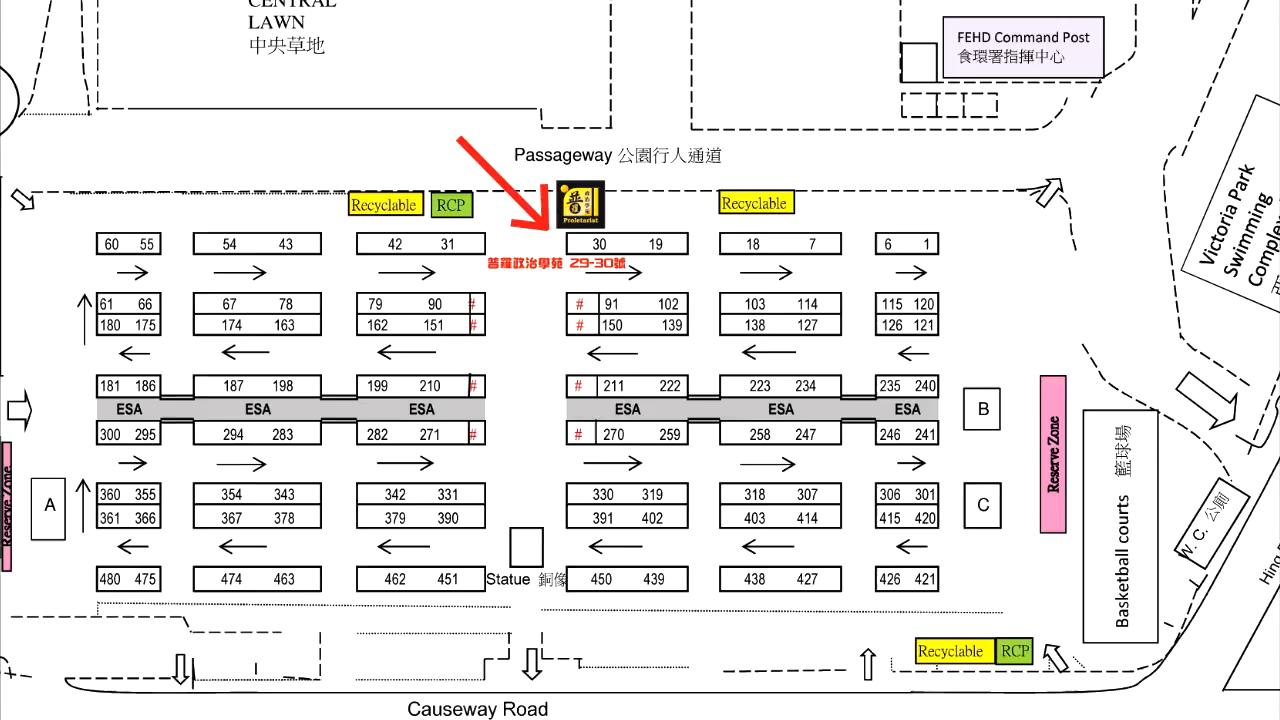 CENTRAL
LAWN
中央草地
FEHD Command Post
食環署指揮中心
Passageway 公園行人通道
Recyclable
RCP
普
Proletariat
Recyclable
Victoria Park
Swimming
Complex
60 55
54 43
42 31
30 19
18 7
6 1
普羅政治學苑 29-30號
61 66
67 78
79 90 #
# 91 102
103 114
115 120
180 175
174 163
162 151 #
# 150 139
138 127
126 121
181 186
187 198
199 210 #
# 211 222
223 234
235 240
ESA
ESA
ESA
ESA
ESA
ESA
B
300 295
294 283
282 271 #
# 270 259
258 247
246 241
Reserve Zone
Reserve Zone
Basketball courts 籃球場
W. C. 公廁
A
360 355
354 343
342 331
330 319
318 307
306 301
C
361 366
367 378
379 390
391 402
403 414
415 420
480 475
474 463
462 451
Statue 銅像
450 439
438 427
426 421
Hing
Recyclable
RCP
Causeway Road